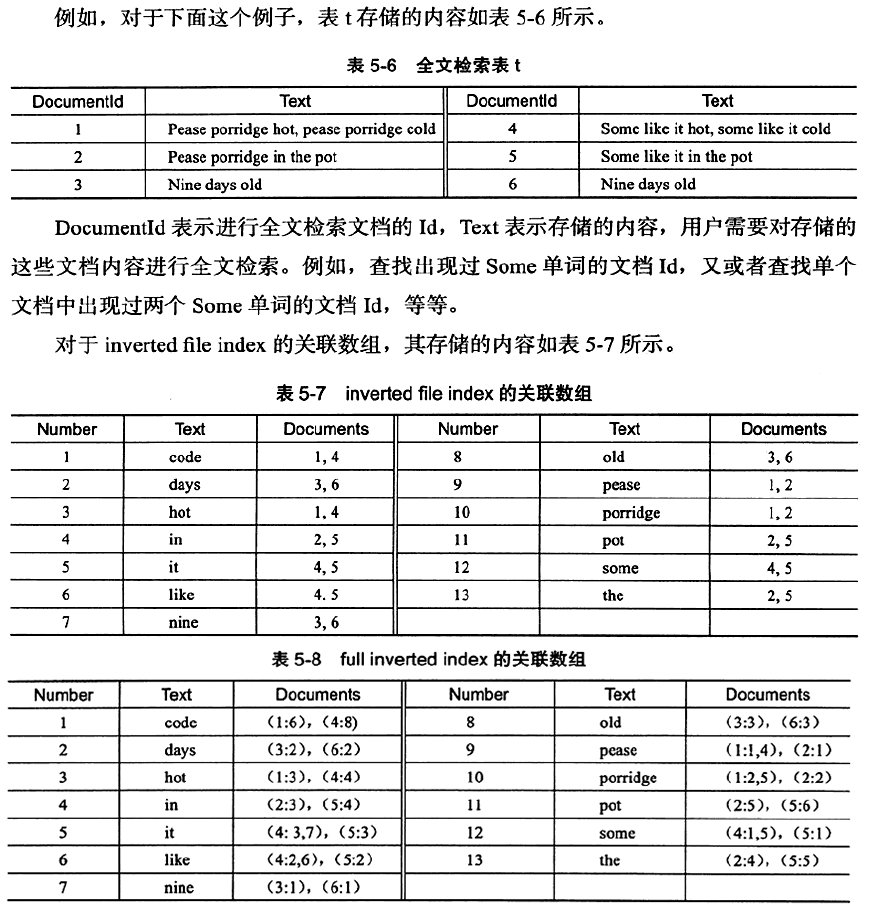 例如，对于下面这个例子，表 t 存储的内容如表 5-6 所示。
表 5-6 全文检索表 t
DocumentId Text DocumentId Text
1 Pease porridge hot, pease porridge cold 4 Some like it hot, some like it cold
2 Pease porridge in the pot 5 Some like it in the pot
3 Nine days old 6 Nine days old
DocumentId 表示进行全文检索文档的 Id，Text 表示存储的内容，用户需要对存储的
这些文档内容进行全文检索。例如，查找出现过 Some 单词的文档 Id，又或者查找单个
文档中出现过两个 Some 单词的文档 Id，等等。
对于 inverted file index 的关联数组，其存储的内容如表 5-7 所示。
表 5-7 inverted file index 的关联数组
Number Text Documents Number Text Documents
1 code 1, 4 8 old 3, 6
2 days 3, 6 9 pease 1, 2
3 hot 1, 4 10 porridge 1, 2
4 in 2, 5 11 pot 2, 5
5 it 4, 5 12 some 4, 5
6 like 4. 5 13 the 2, 5
7 nine 3, 6
表 5-8 full inverted index 的关联数组
Number Text Documents Number Text Documents
1 code （1:6），（4:8) 8 old （3:3），（6:3）
2 days （3:2），（6:2） 9 pease （1:1,4），（2:1）
3 hot （1:3），（4:4） 10 porridge （1:2,5），（2:2）
4 in （2:3），（5:4） 11 pot （2:5），（5:6）
5 it （4: 3,7），（5:3） 12 some （4:1,5），（5:1）
6 like （4:2,6），（5:2） 13 the （2:4），（5:5）
7 nine （3:1），（6:1）